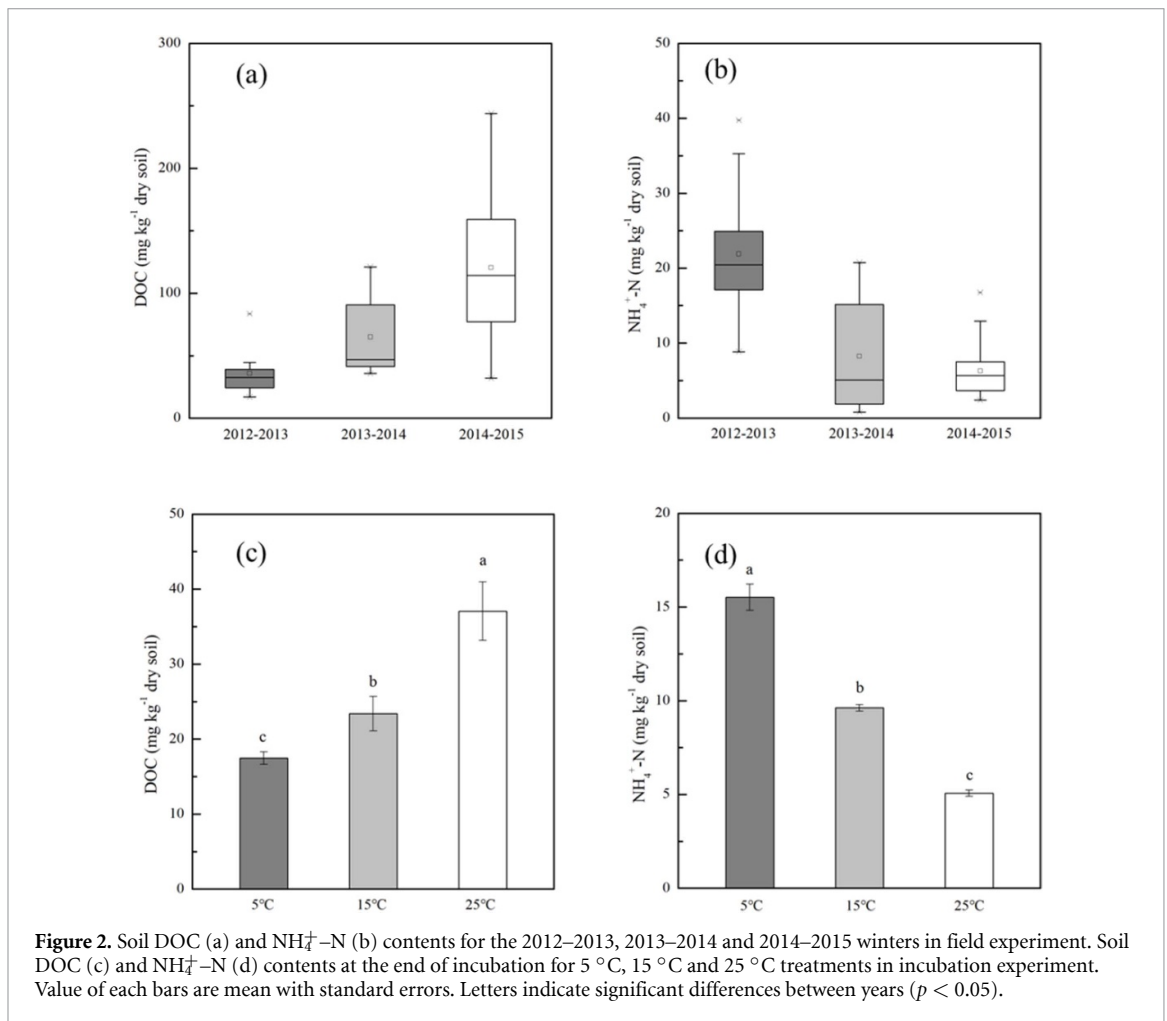 (a)
DOC (mg kg⁻¹ dry soil)
300
200
100
0
2012-2013
2013-2014
2014-2015
(b)
NH₄⁺-N (mg kg⁻¹ dry soil)
50
40
30
20
10
0
2012-2013
2013-2014
2014-2015
(c)
DOC (mg kg⁻¹ dry soil)
50
40
30
20
10
0
c
b
a
5°C
15°C
25°C
(d)
NH₄⁺-N (mg kg⁻¹ dry soil)
20
15
10
5
0
a
b
c
5°C
15°C
25°C
Figure 2. Soil DOC (a) and NH₄⁺–N (b) contents for the 2012–2013, 2013–2014 and 2014–2015 winters in field experiment. Soil
DOC (c) and NH₄⁺–N (d) contents at the end of incubation for 5 °C, 15 °C and 25 °C treatments in incubation experiment.
Value of each bars are mean with standard errors. Letters indicate significant differences between years (p < 0.05).